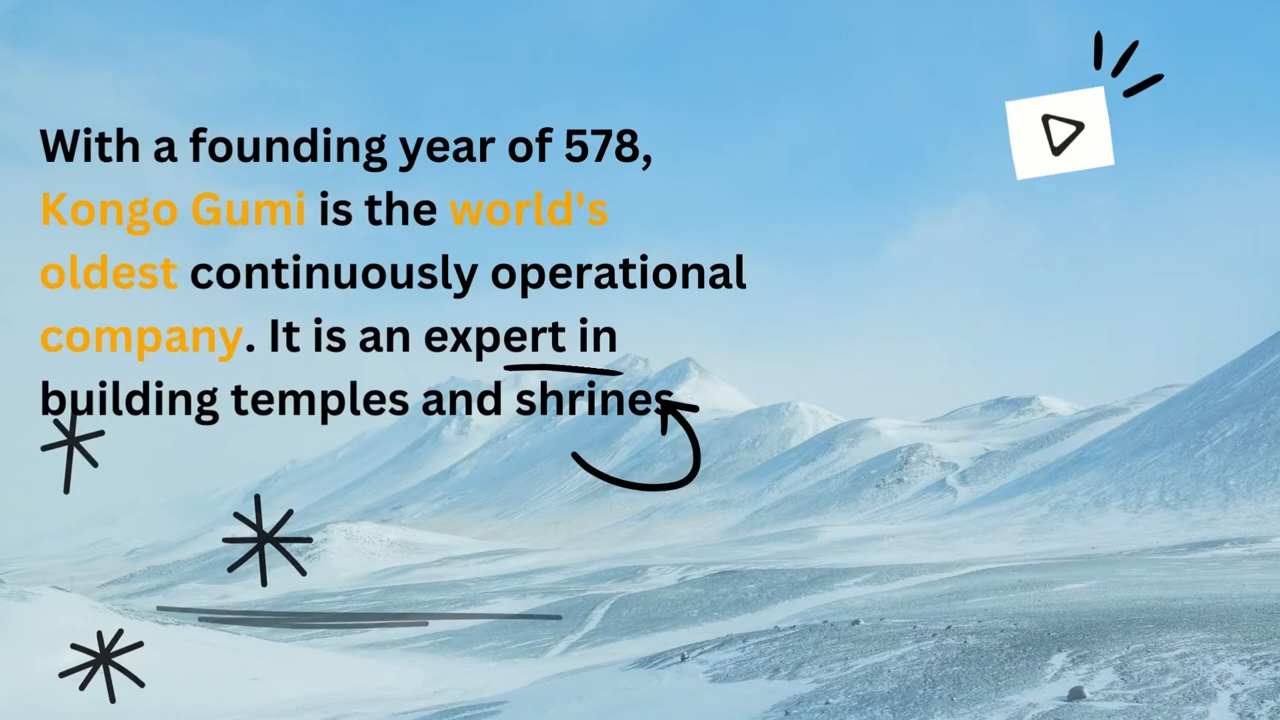 With a founding year of 578,
Kongo Gumi is the world's
oldest continuously operational
company. It is an expert in
building temples and shrines